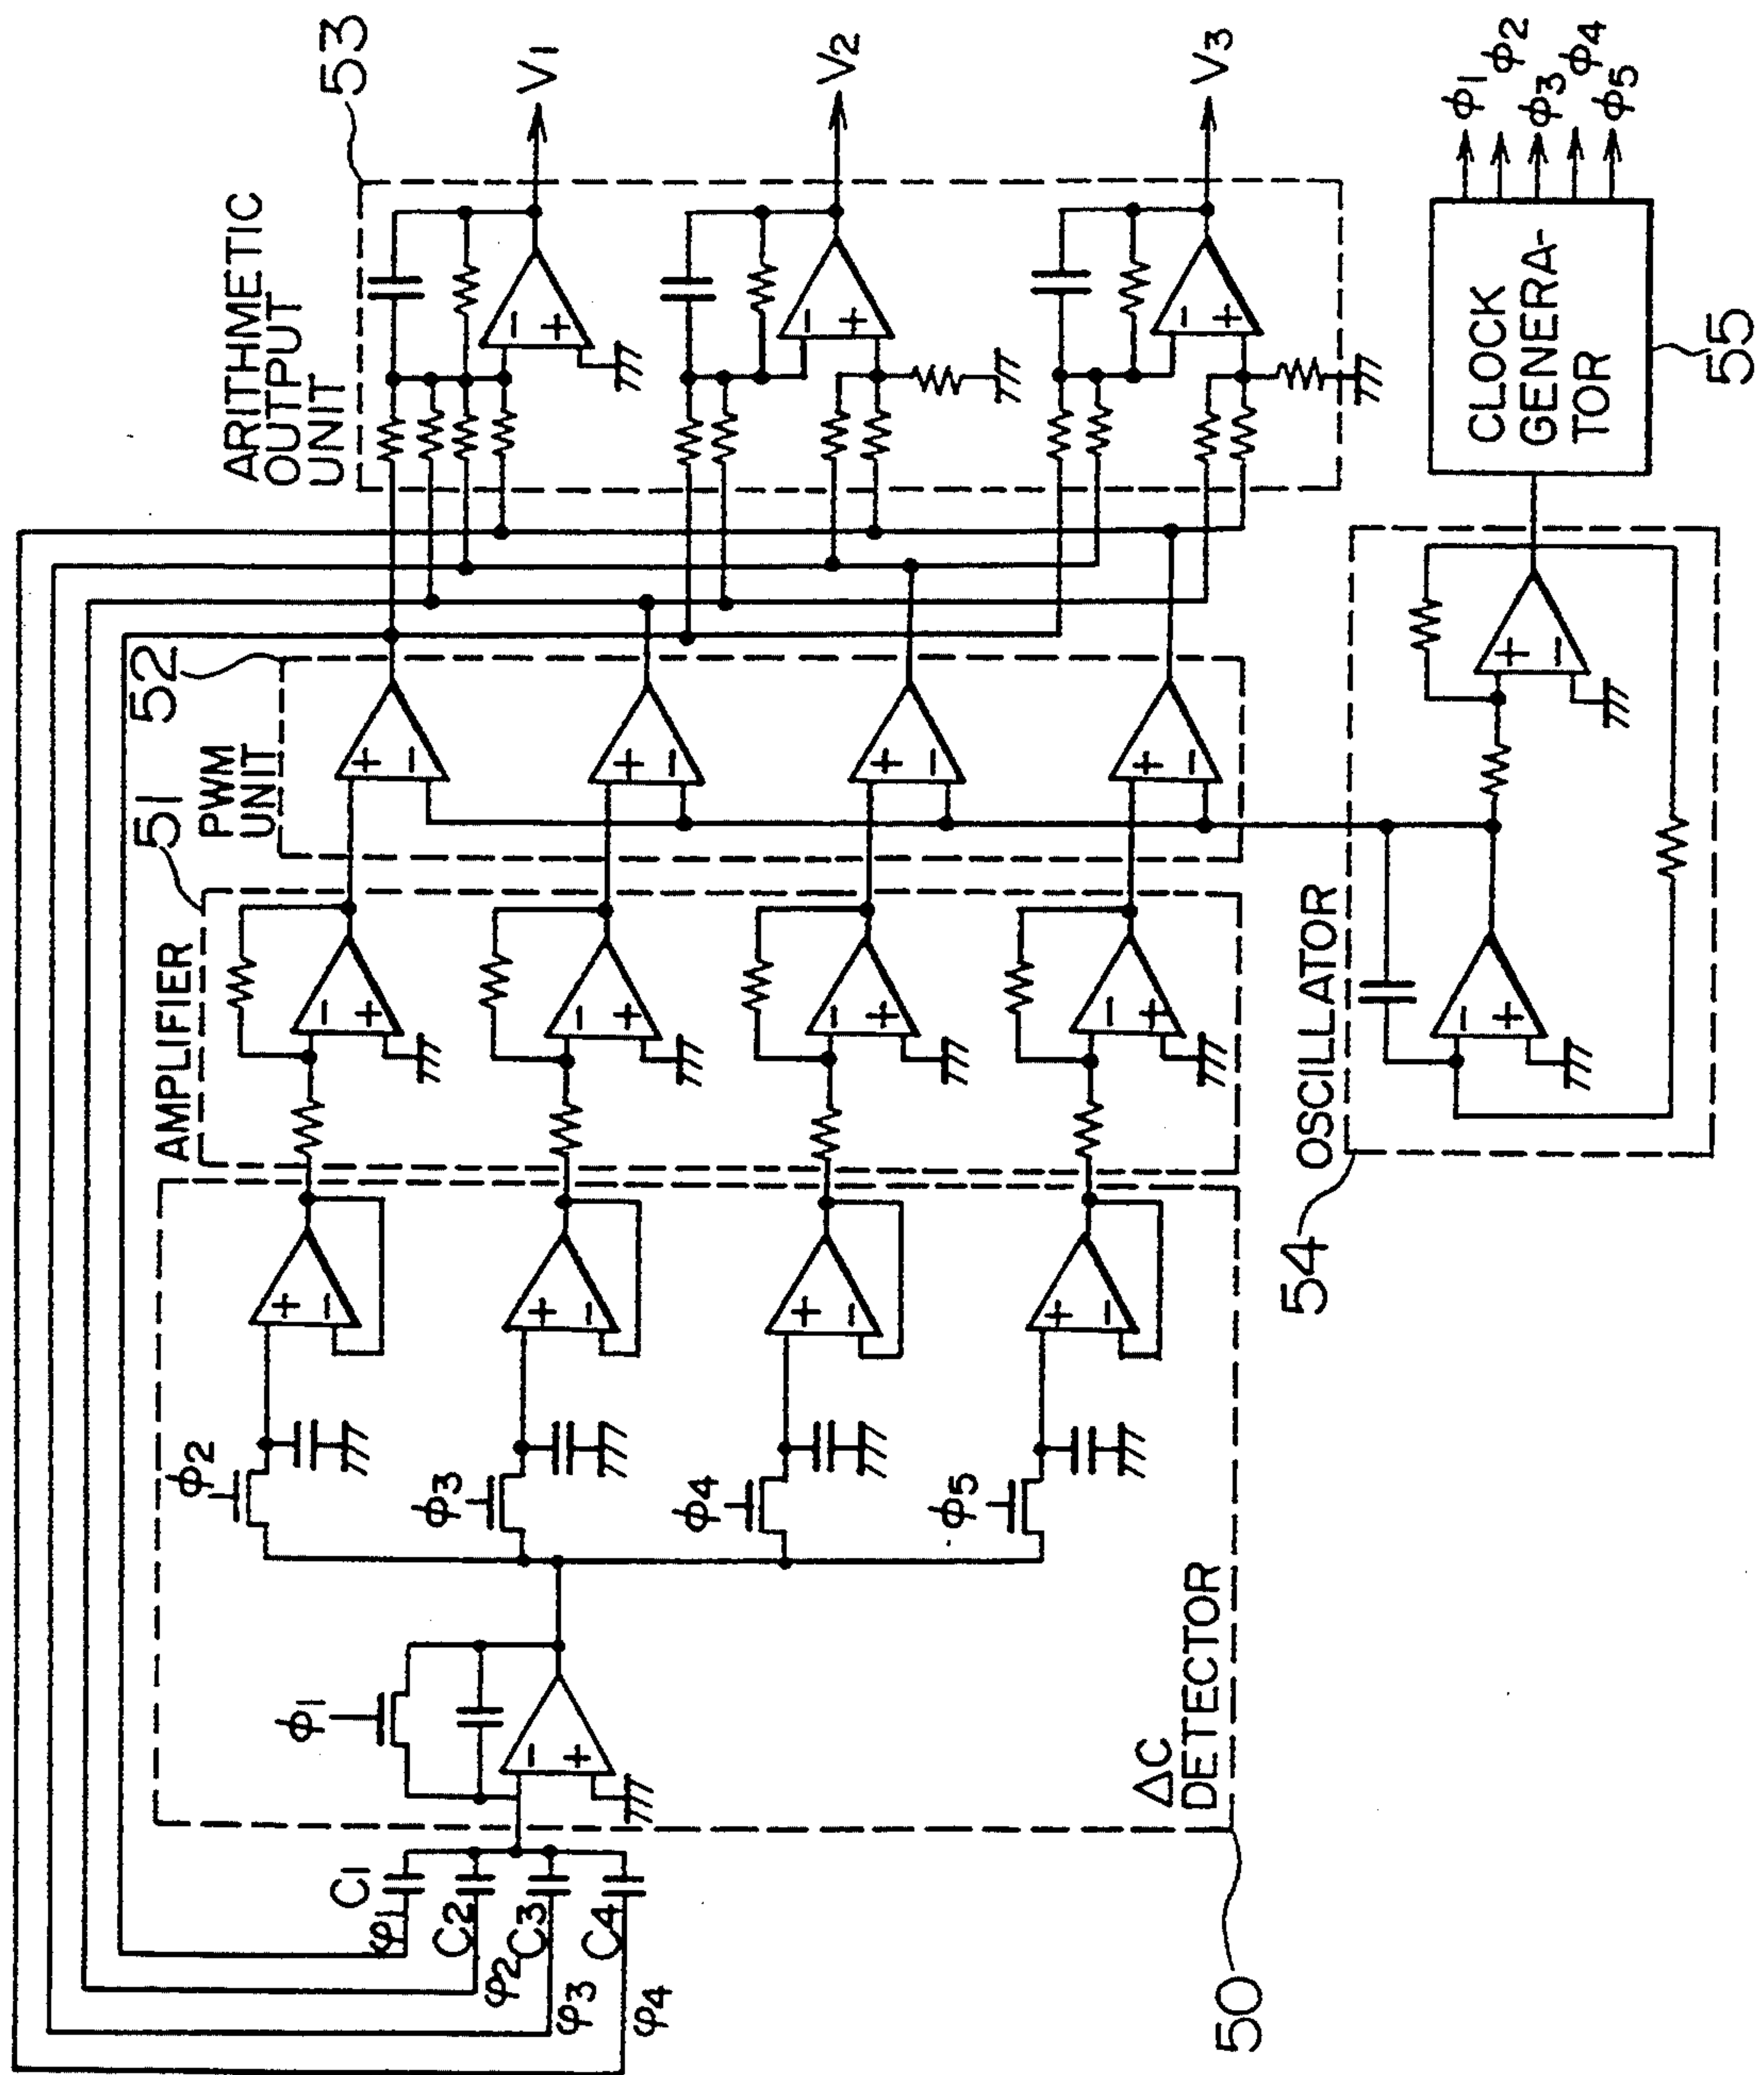 53
ARITHMETIC
OUTPUT
UNIT
V1
V2
V3
52
PWM
UNIT
51
AMPLIFIER
ϕ1
ϕ2
ϕ3
ϕ4
ϕ5
CLOCK
GENERA-
TOR
55
OSCILLATOR
54
ϕ2
ϕ3
ϕ4
ϕ5
ϕ1
ΔC
DETECTOR
50
C1
φ1
C2
φ2
C3
φ3
C4
φ4
+
−
+
−
+
−
+
−
−
+
−
+
−
+
−
+
+
−
+
−
+
−
+
−
−
+
−
+
−
+
−
+
−
+
+
−